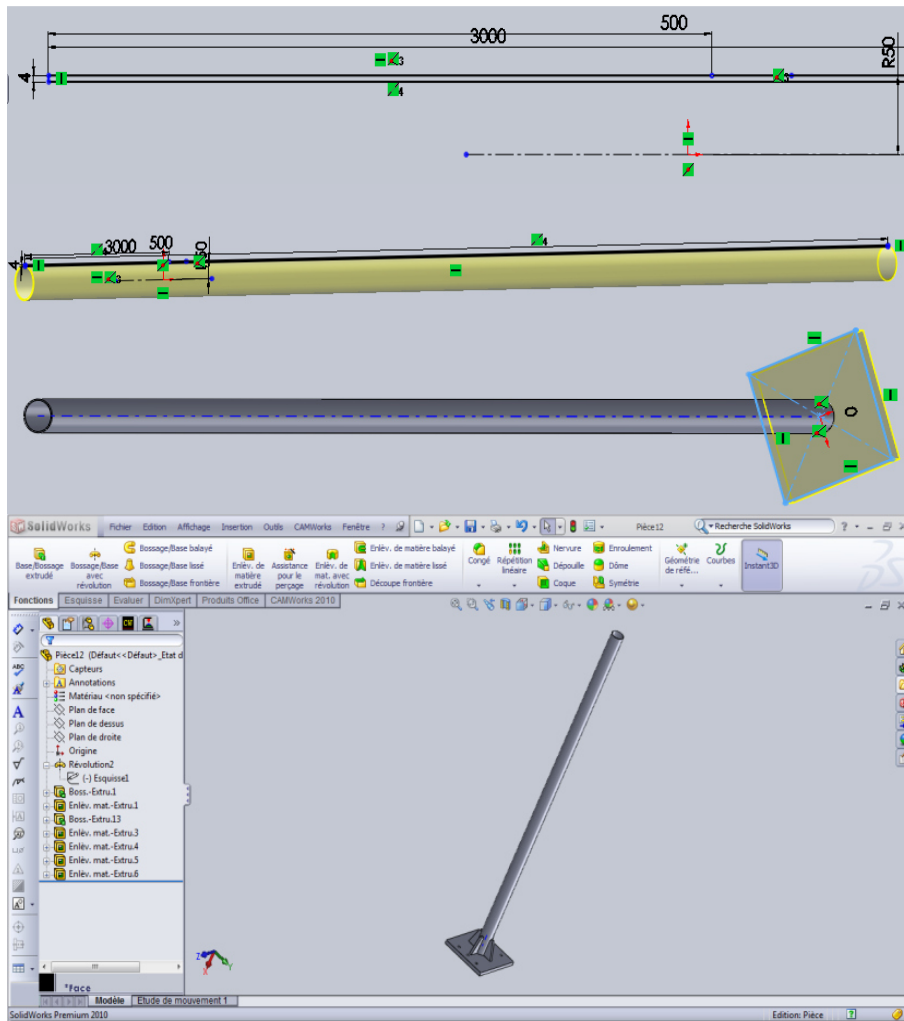 500
3000
R50
4
3
4
3000 500
50
4
4
3
0
SolidWorks Fichier Edition Affichage Insertion Outils CAMWorks Fenêtre ? Pièce12 Recherche SolidWorks ?
Base/Bossage extrudé
Bossage/Base avec révolution
Bossage/Base balayé
Bossage/Base lissé
Bossage/Base frontière
Enlèv. de matière extrudé
Assistance pour le perçage
Enlèv. de mat. avec révolution
Enlèv. de matière balayé
Enlèv. de matière lissé
Découpe frontière
Congé
Répétition linéaire
Nervure
Dépouille
Coque
Enroulement
Dôme
Symétrie
Géométrie de réfé...
Courbes
Instant3D
Fonctions Esquisse Evaluer DimXpert Produits Office CAMWorks 2010
Pièce12 (Défaut<<Défaut>_Etat d
Capteurs
Annotations
Matériau <non spécifié>
Plan de face
Plan de dessus
Plan de droite
Origine
Révolution2
(-) Esquisse1
Boss.-Extru.1
Enlèv. mat.-Extru.1
Boss.-Extru.13
Enlèv. mat.-Extru.3
Enlèv. mat.-Extru.4
Enlèv. mat.-Extru.5
Enlèv. mat.-Extru.6
ABC
A
Z X Y
*Face
Modèle Etude de mouvement 1
SolidWorks Premium 2010 Edition: Pièce